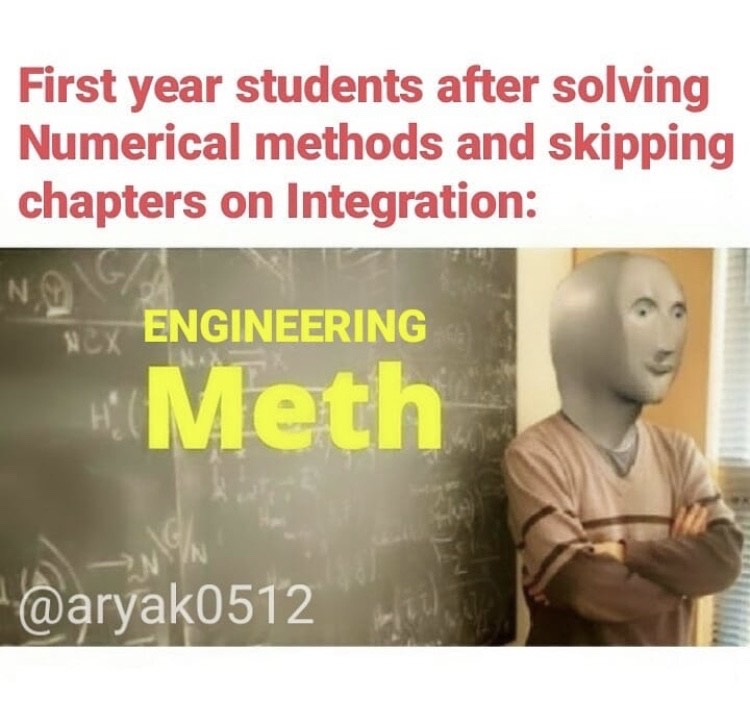 First year students after solving
Numerical methods and skipping
chapters on Integration:
ENGINEERING
Meth
@aryak0512